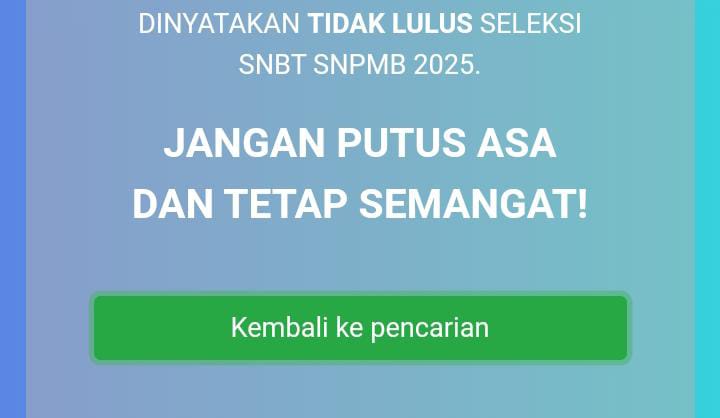 DINYATAKAN TIDAK LULUS SELEKSI
SNBT SNPMB 2025.
JANGAN PUTUS ASA
DAN TETAP SEMANGAT!
Kembali ke pencarian